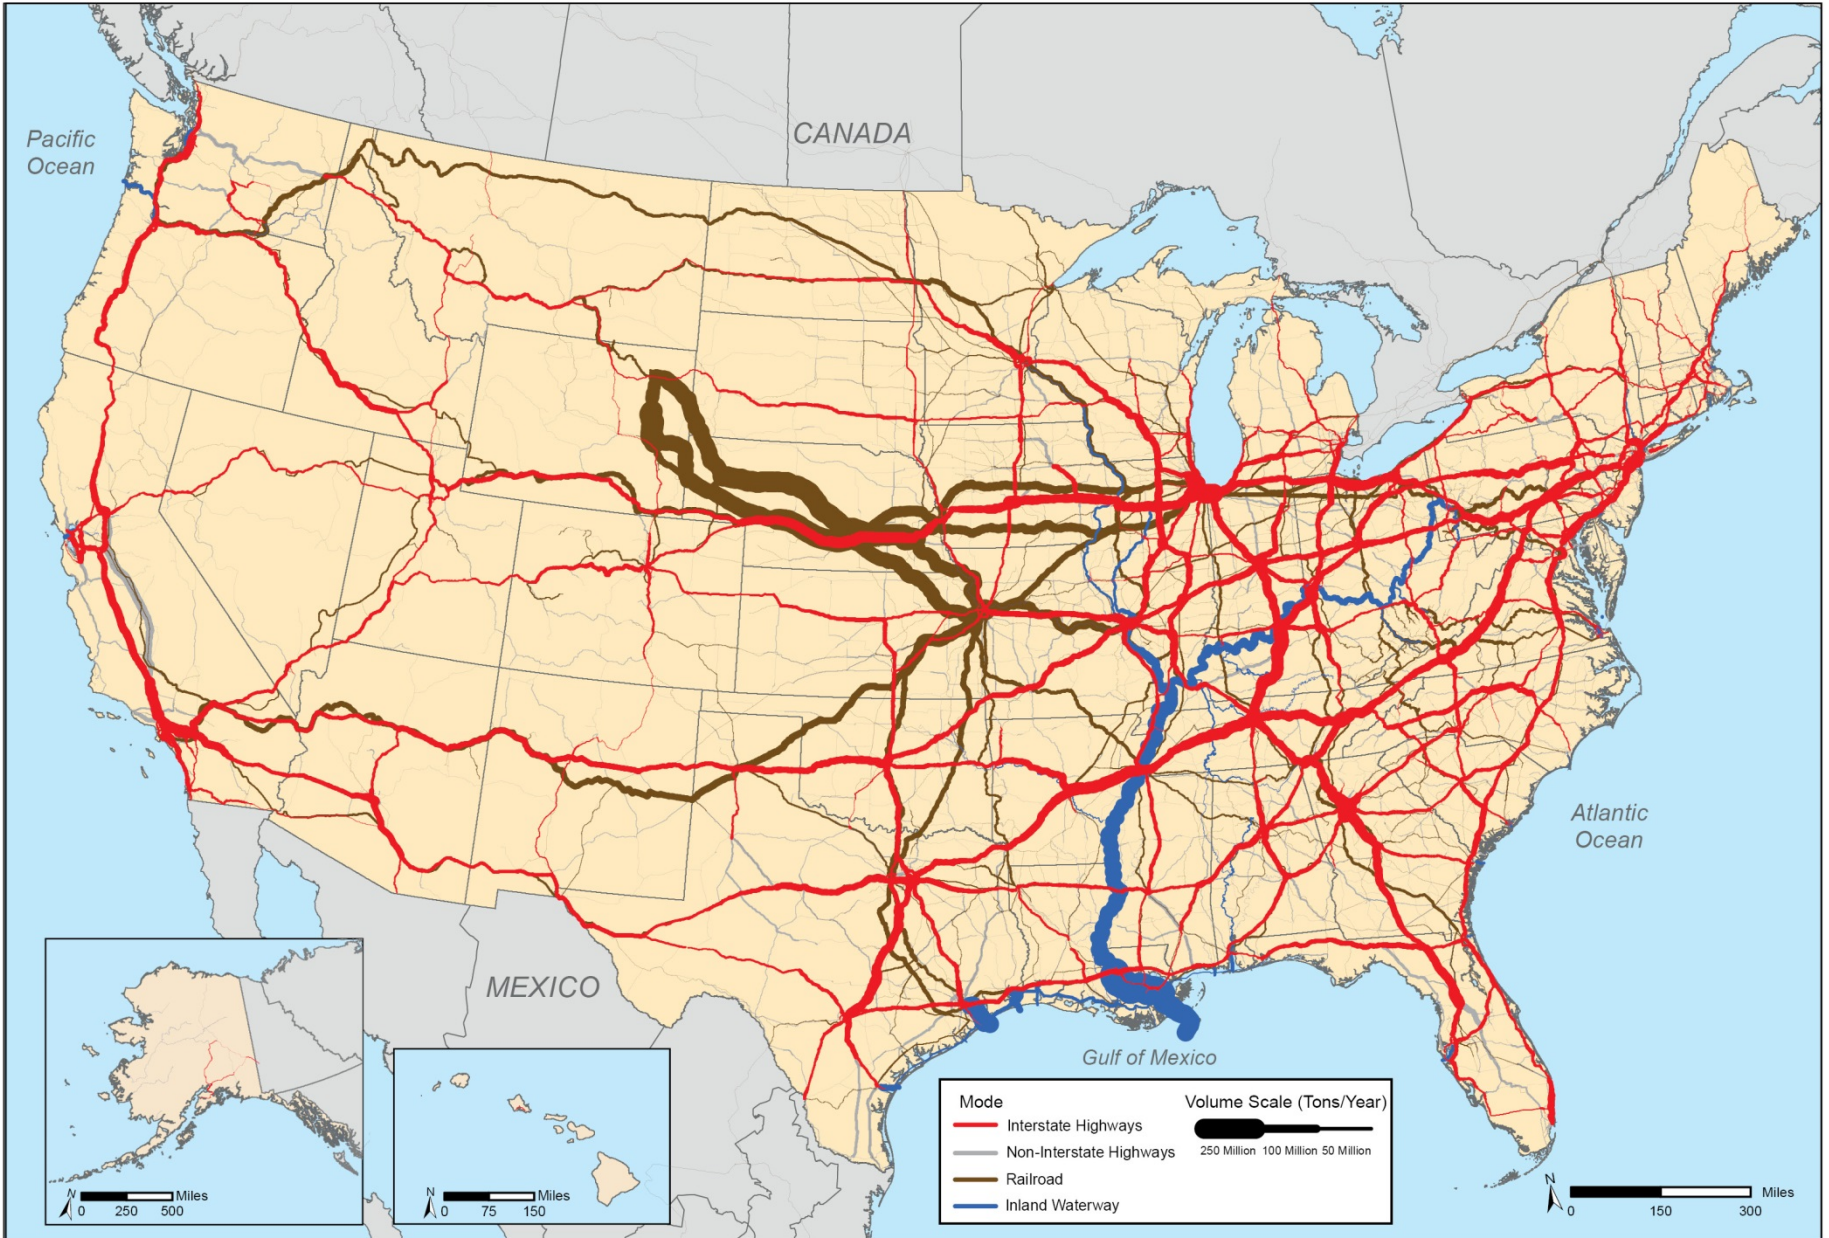 Pacific
Ocean
CANADA
Atlantic
Ocean
MEXICO
Gulf of Mexico
N
Miles
0 250 500
N
Miles
0 75 150
Mode
Interstate Highways
Non-Interstate Highways
Railroad
Inland Waterway
Volume Scale (Tons/Year)
250 Million 100 Million 50 Million
N
Miles
0 150 300